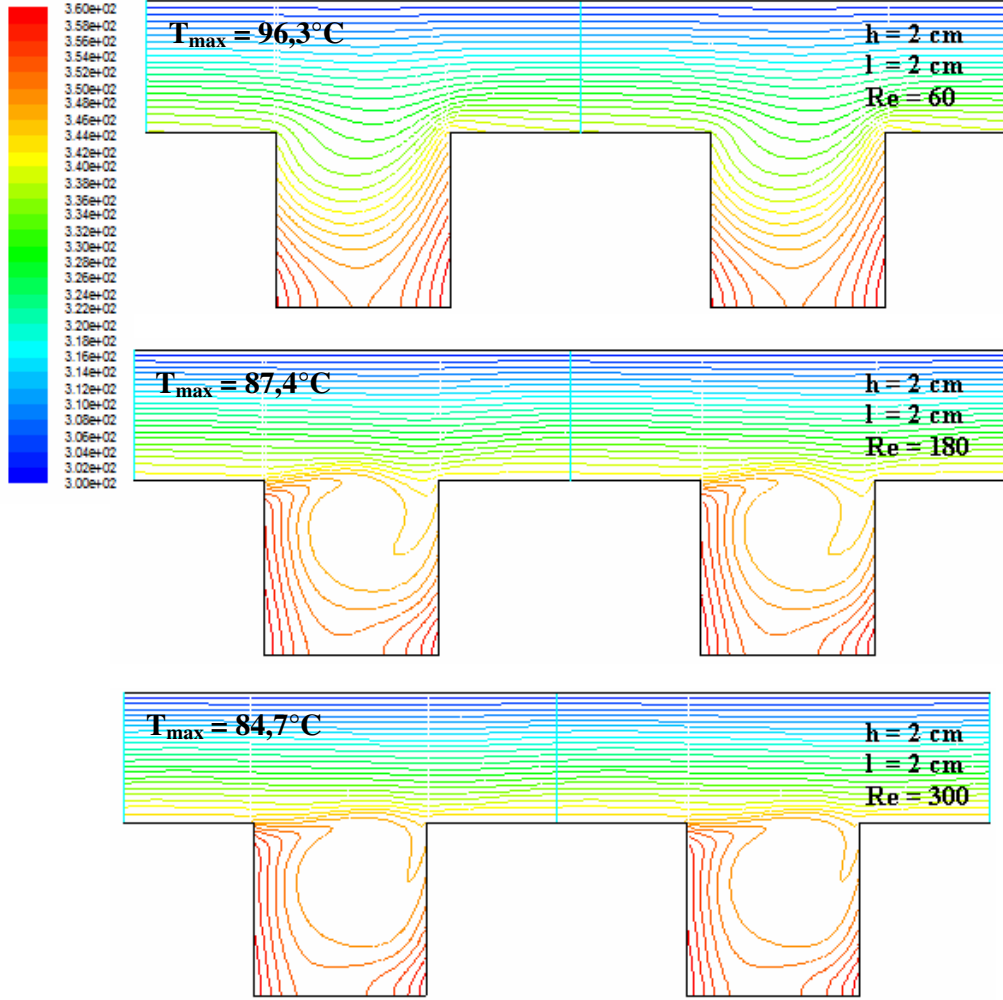 3.60e+02
3.58e+02
3.56e+02
3.54e+02
3.52e+02
3.50e+02
3.48e+02
3.46e+02
3.44e+02
3.42e+02
3.40e+02
3.38e+02
3.36e+02
3.34e+02
3.32e+02
3.30e+02
3.28e+02
3.26e+02
3.24e+02
3.22e+02
3.20e+02
3.18e+02
3.16e+02
3.14e+02
3.12e+02
3.10e+02
3.08e+02
3.06e+02
3.04e+02
3.02e+02
3.00e+02
Tmax = 96,3°C
h = 2 cm
l = 2 cm
Re = 60
Tmax = 87,4°C
h = 2 cm
l = 2 cm
Re = 180
Tmax = 84,7°C
h = 2 cm
l = 2 cm
Re = 300